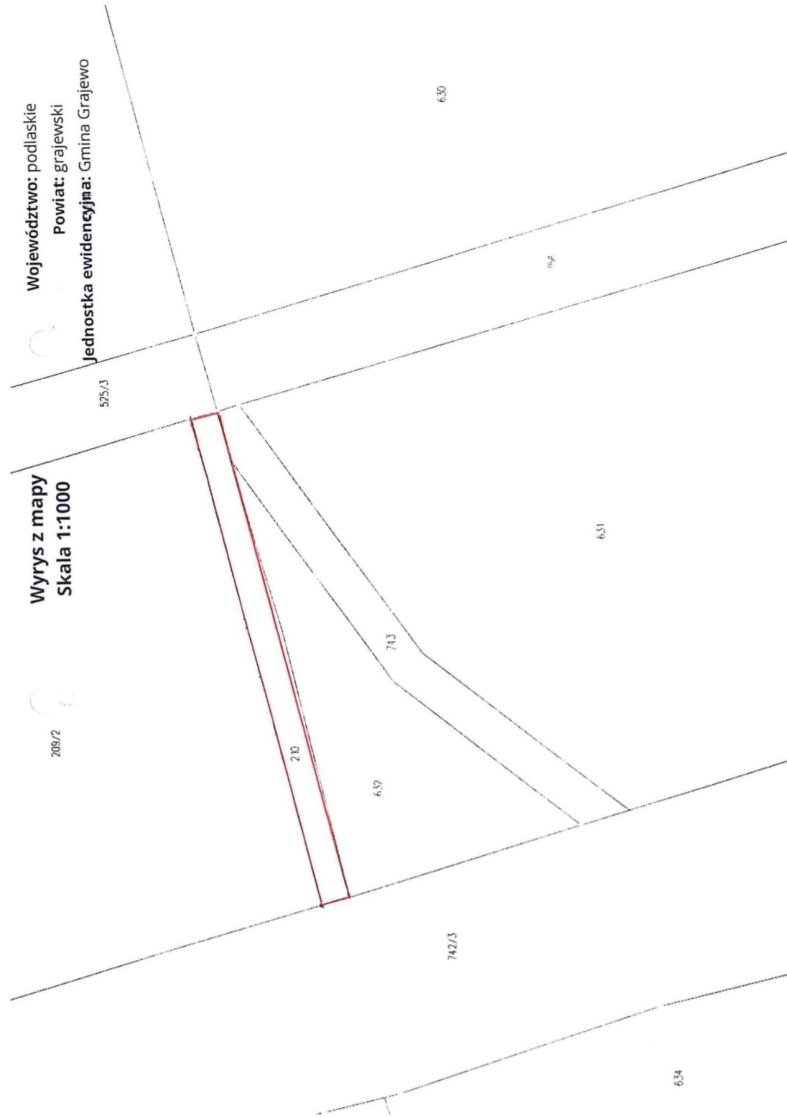 Województwo: podlaskie
Powiat: grajewski
Jednostka ewidencyjna: Gmina Grajewo
Wyrys z mapy
Skala 1:1000
630
525/3
209/2
631
743
210
632
742/3
634